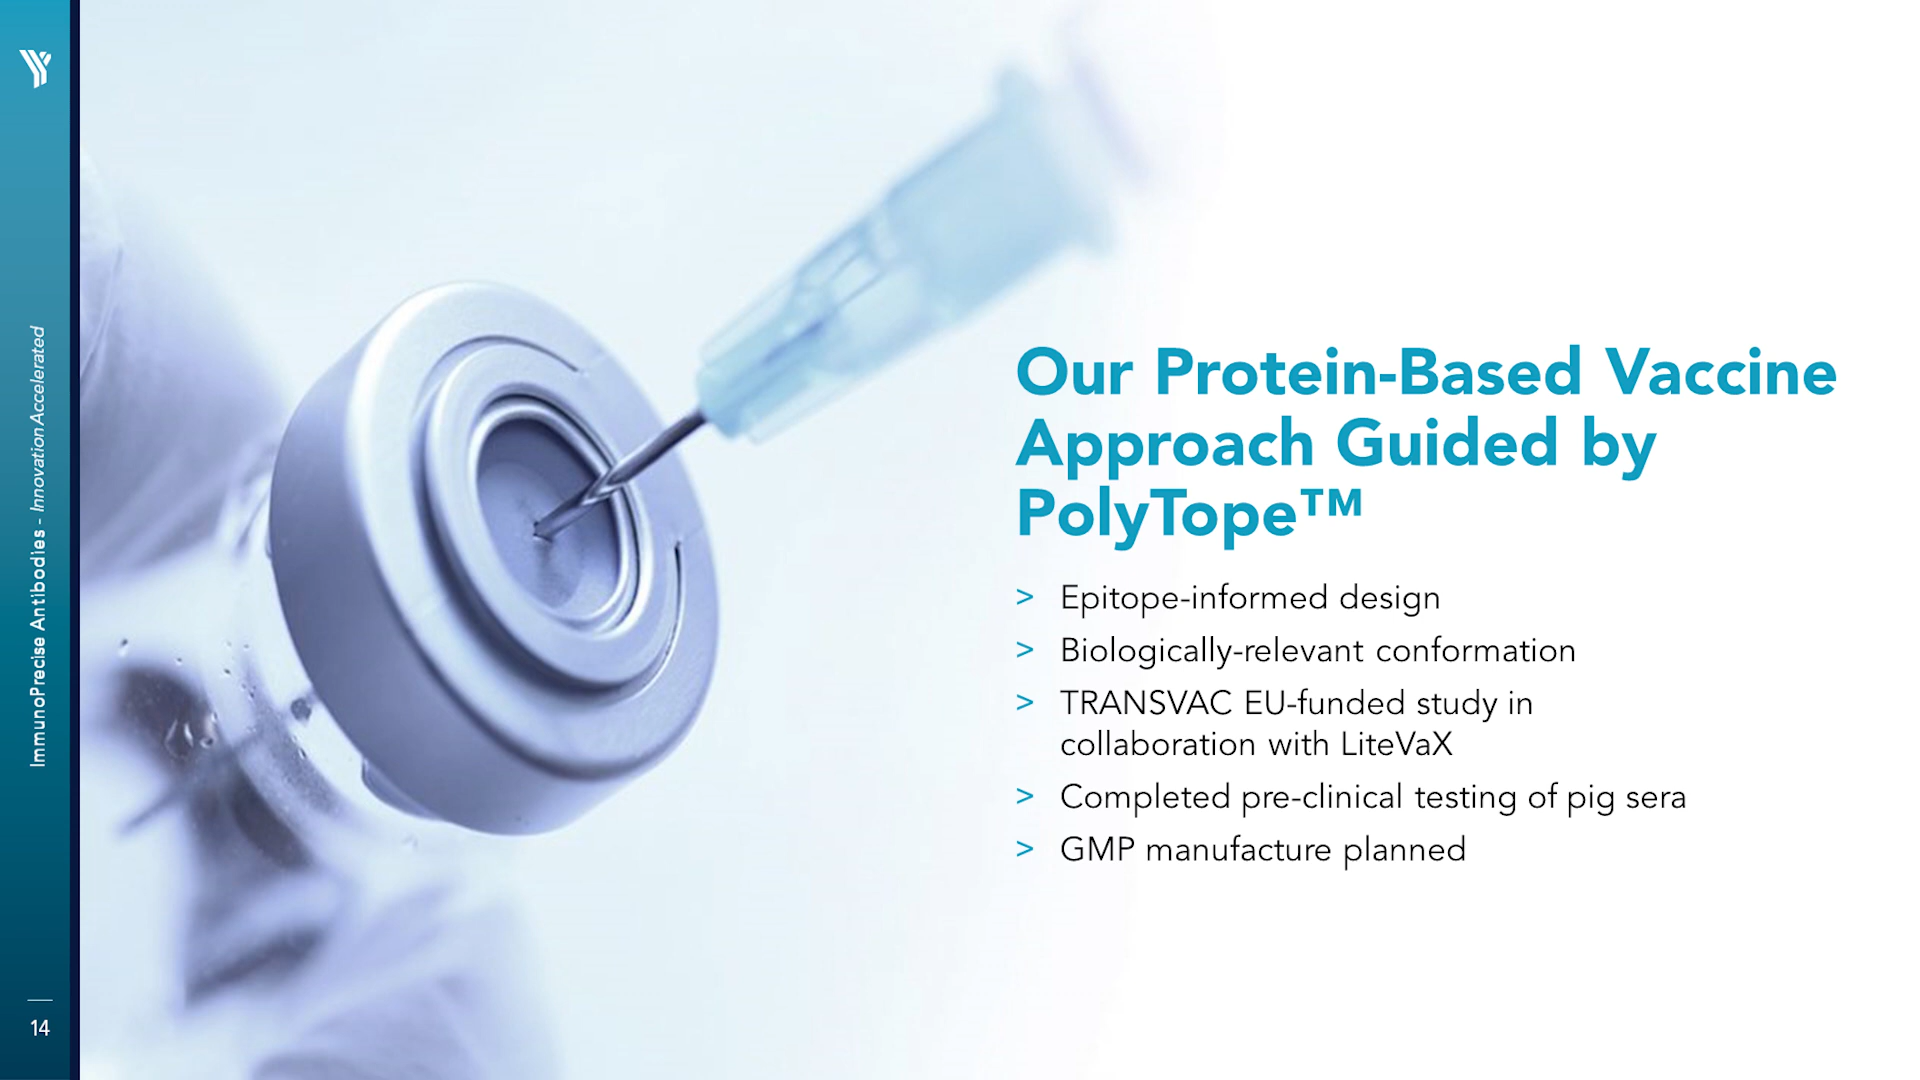 ImmunoPrecise Antibodies - Innovation Accelerated
14
Our Protein-Based Vaccine
Approach Guided by
PolyTope™
> Epitope-informed design
> Biologically-relevant conformation
> TRANSVAC EU-funded study in
collaboration with LiteVaX
> Completed pre-clinical testing of pig sera
> GMP manufacture planned